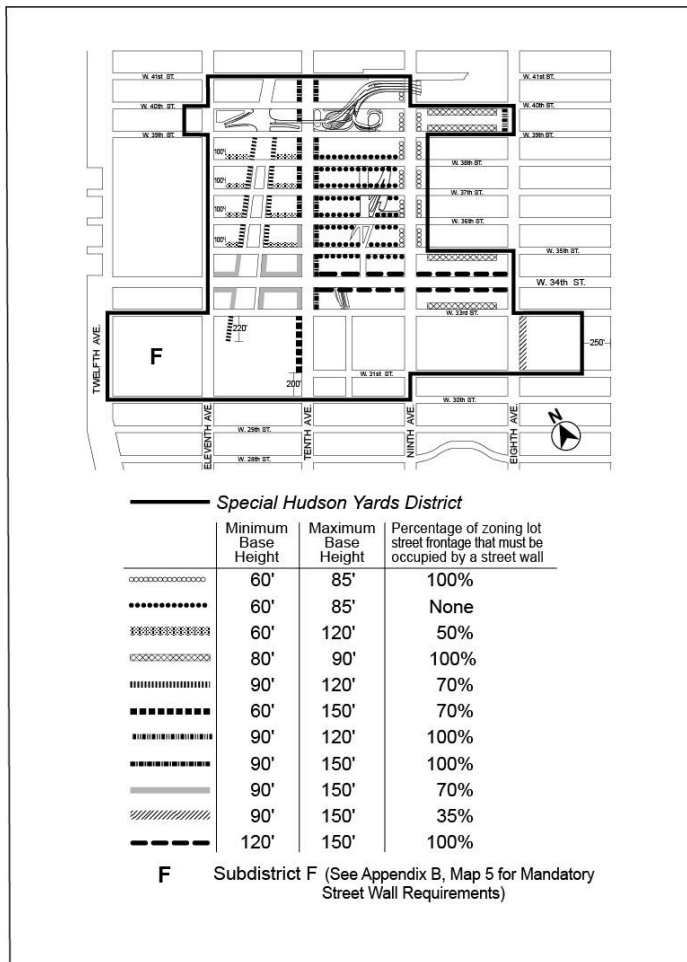 W. 41st ST.
W. 41st ST.
W. 40th ST.
W. 40th ST.
W. 39th ST.
W. 39th ST.
100'
W. 38th ST.
100'
W. 37th ST.
100'
W. 36th ST.
100'
W. 35th ST.
W. 34th ST.
W. 33rd ST.
TWELFTH AVE.
F
220'
250'
200'
W. 31st ST.
W. 30th ST.
ELEVENTH AVE.
TENTH AVE.
NINTH AVE.
EIGHTH AVE.
N
W. 29th ST.
W. 28th ST.
Special Hudson Yards District
Minimum Base Height
Maximum Base Height
Percentage of zoning lot street frontage that must be occupied by a street wall
60' 85' 100%
60' 85' None
60' 120' 50%
80' 90' 100%
90' 120' 70%
60' 150' 70%
90' 120' 100%
90' 150' 100%
90' 150' 70%
90' 150' 35%
120' 150' 100%
F Subdistrict F (See Appendix B, Map 5 for Mandatory
Street Wall Requirements)